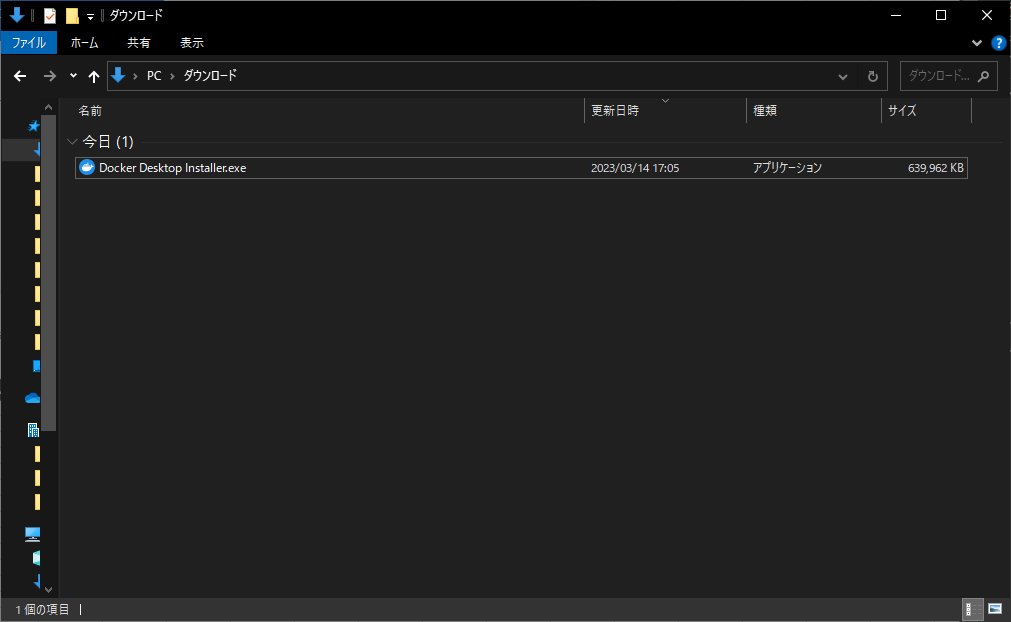 ダウンロード
ファイル ホーム 共有 表示
PC ダウンロード ダウンロード...
名前 更新日時 種類 サイズ
今日 (1)
Docker Desktop Installer.exe 2023/03/14 17:05 アプリケーション 639,962 KB
1 個の項目